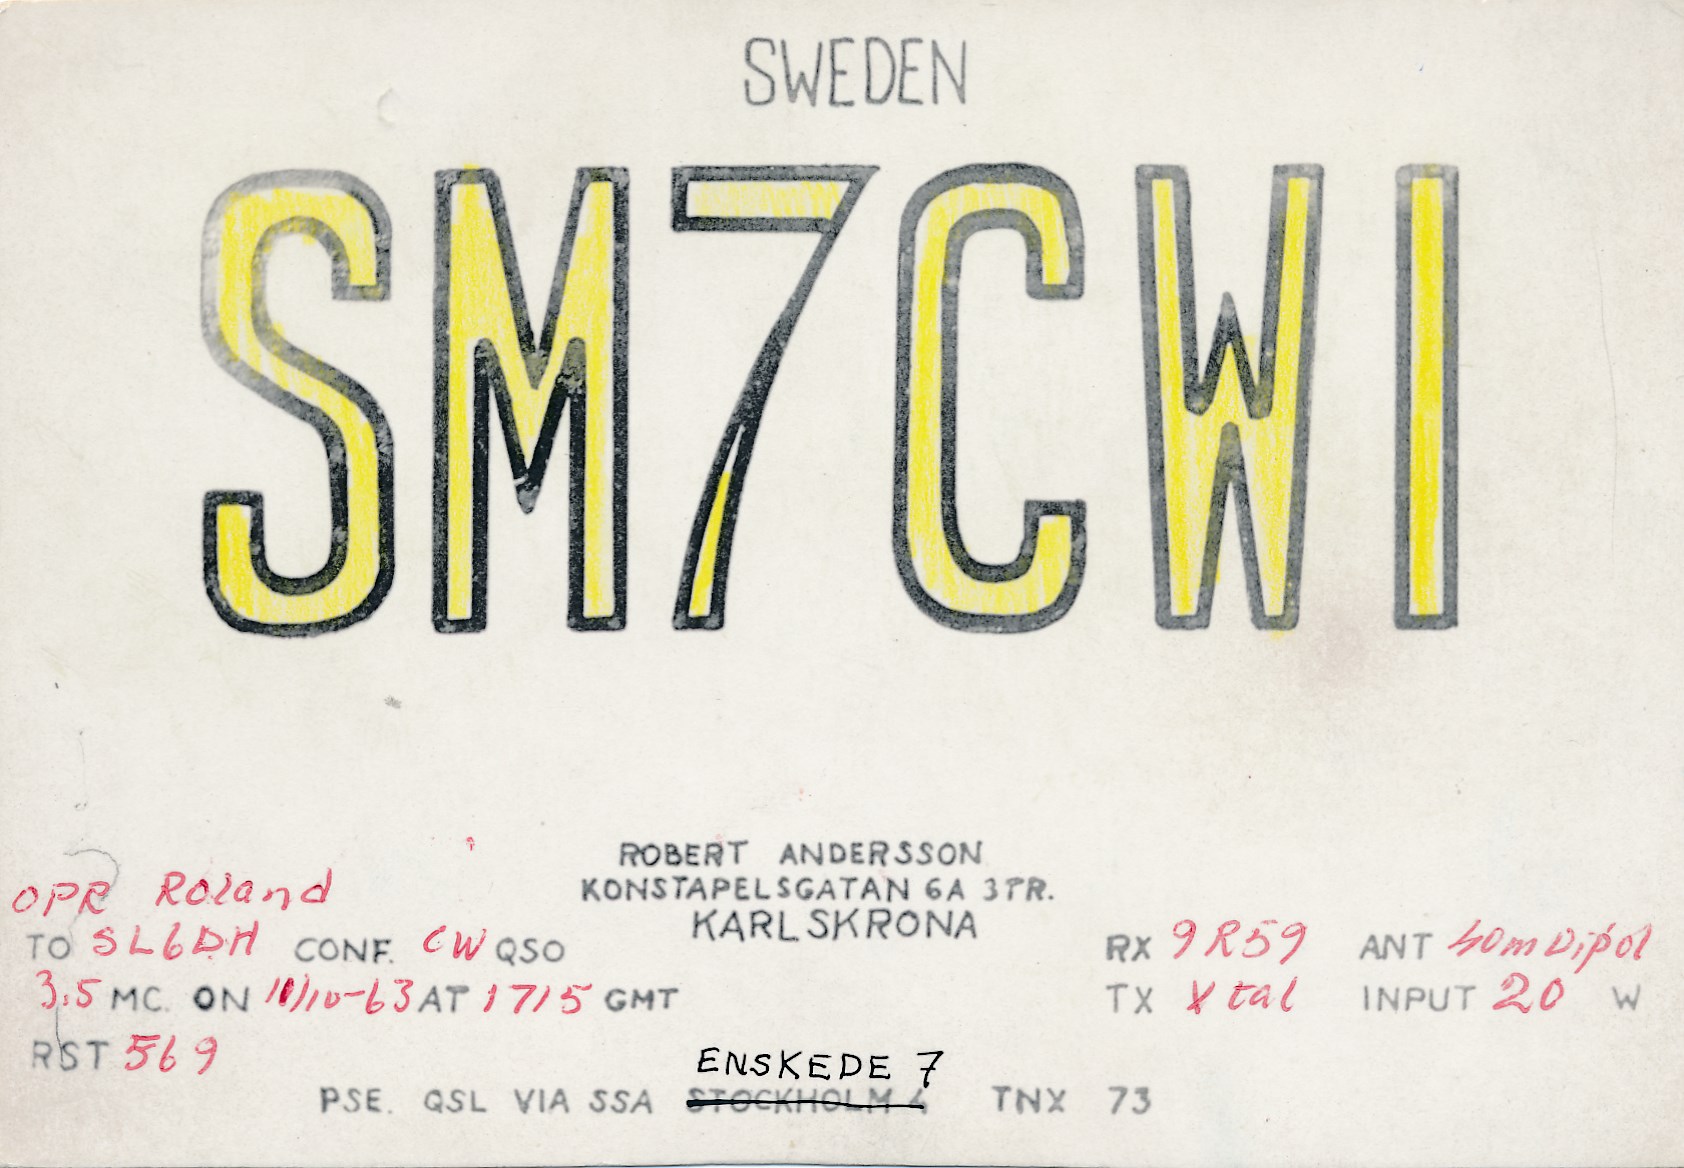 SWEDEN
SM7CWI
ROBERT ANDERSSON
KONSTAPELSGATAN 6A 3TR.
KARLSKRONA
OPR Roland
TO SL6DH CONF. CW QSO
3.5 MC. ON 11/10-63 AT 1715 GMT
RST 569
RX 9R59 ANT 40m Dipol
TX Xtal INPUT 20 W
ENSKEDE 7
PSE. QSL VIA SSA STOCKHOLM 4 TNX 73